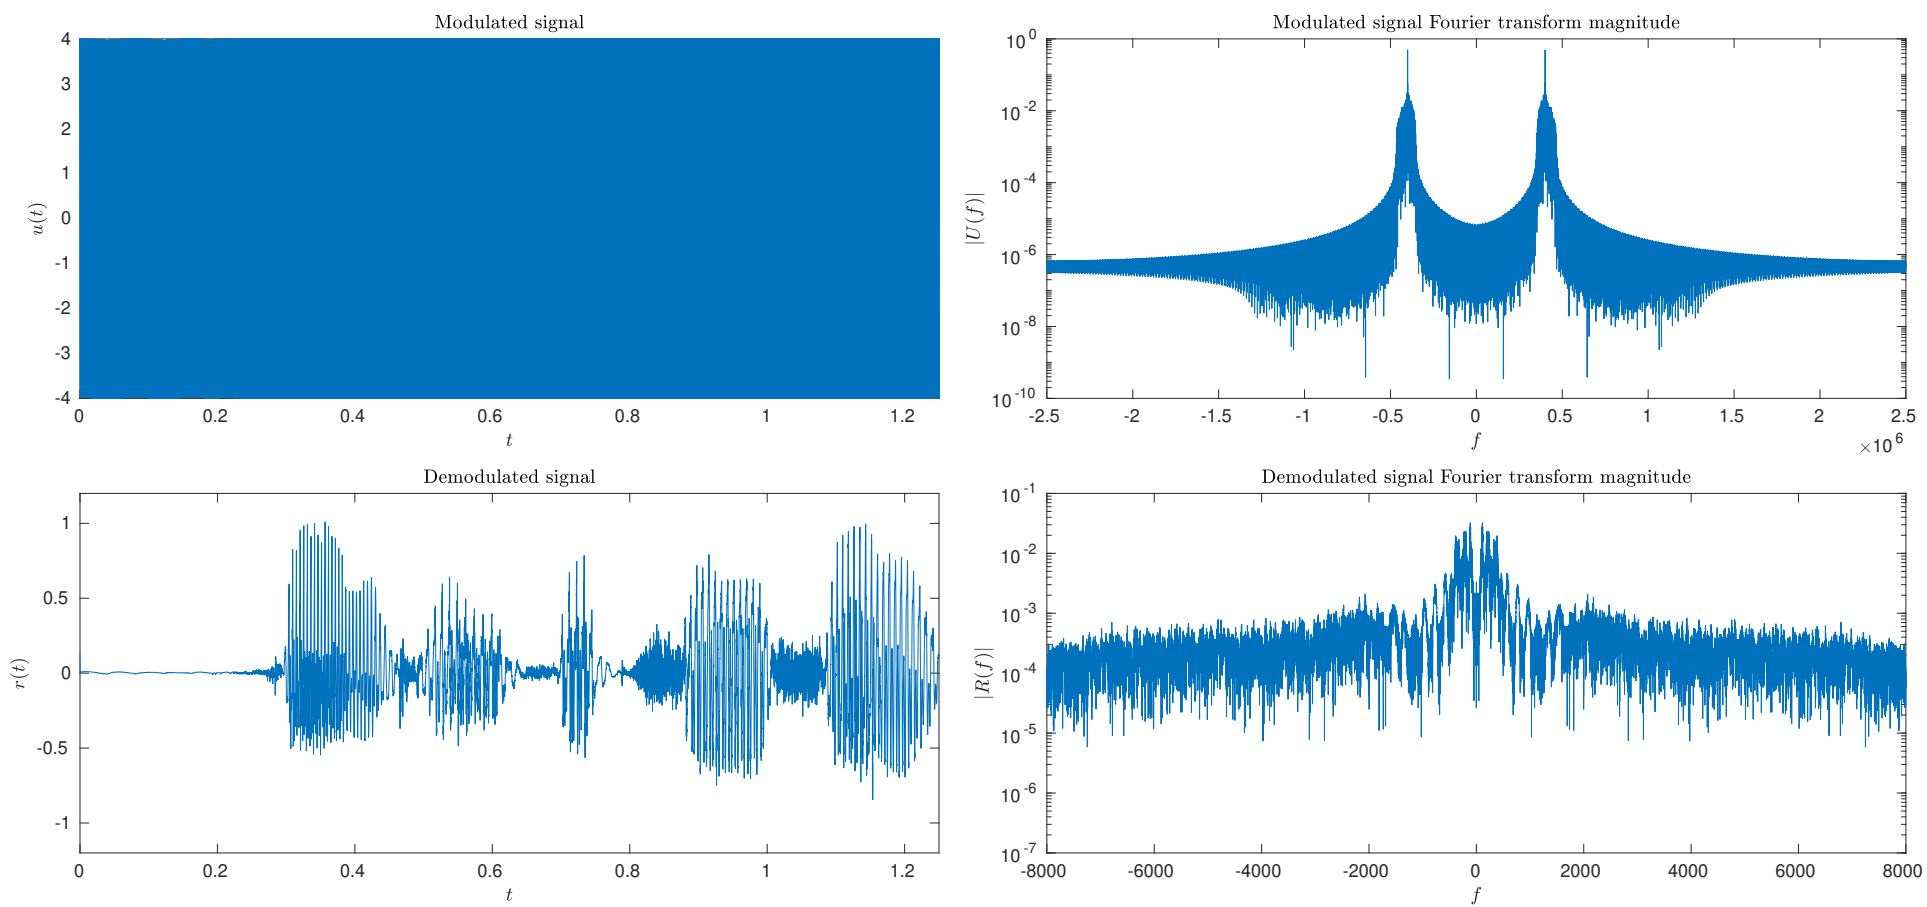 Modulated signal
4
3
2
1
0
-1
-2
-3
-4
u(t)
0 0.2 0.4 0.6 0.8 1 1.2
t
Modulated signal Fourier transform magnitude
10^0
10^-2
10^-4
10^-6
10^-8
10^-10
|U(f)|
-2.5 -2 -1.5 -1 -0.5 0 0.5 1 1.5 2 2.5
×10^6
f
Demodulated signal
1
0.5
0
-0.5
-1
r(t)
0 0.2 0.4 0.6 0.8 1 1.2
t
Demodulated signal Fourier transform magnitude
10^-1
10^-2
10^-3
10^-4
10^-5
10^-6
10^-7
|R(f)|
-8000 -6000 -4000 -2000 0 2000 4000 6000 8000
f